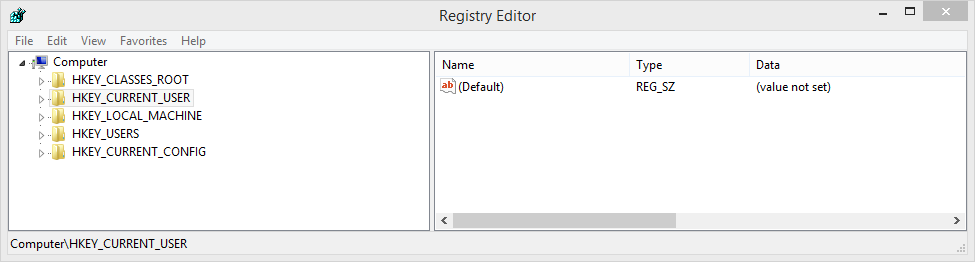 Registry Editor
File Edit View Favorites Help
Computer
HKEY_CLASSES_ROOT
HKEY_CURRENT_USER
HKEY_LOCAL_MACHINE
HKEY_USERS
HKEY_CURRENT_CONFIG
Name Type Data
ab (Default) REG_SZ (value not set)
Computer\HKEY_CURRENT_USER